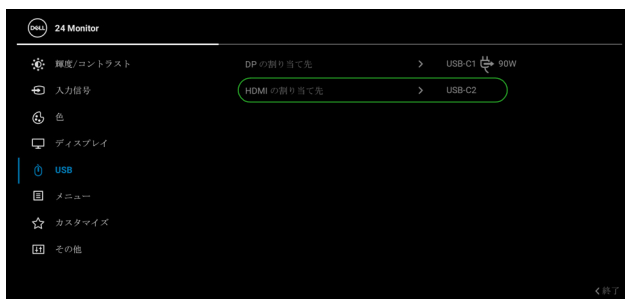 DELL 24 Monitor
輝度/コントラスト DP の割り当て先 USB-C1 90W
入力信号 HDMI の割り当て先 USB-C2
色
ディスプレイ
USB
メニュー
カスタマイズ
その他
終了